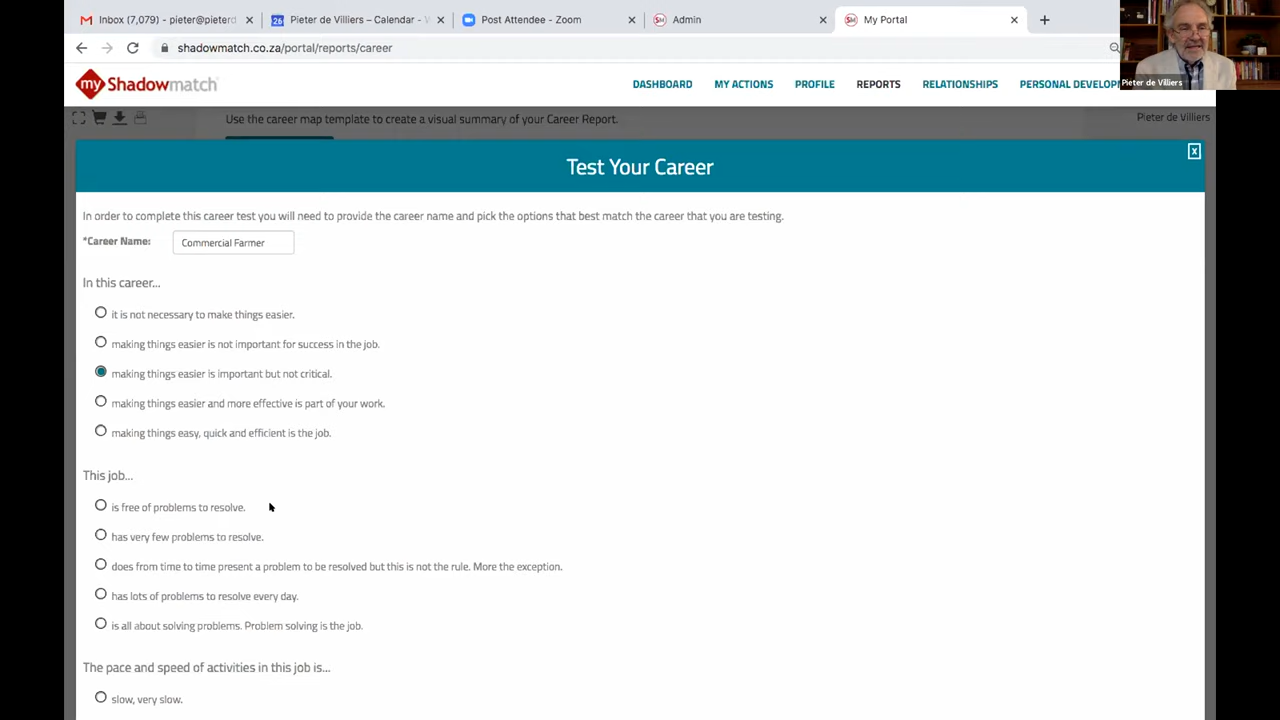 Inbox (7,079) - pieter@pieterd
26
Pieter de Villiers – Calendar -
Post Attendee - Zoom
SM
Admin
SM
My Portal
shadowmatch.co.za/portal/reports/career
Pieter de Villiers
my Shadowmatch
DASHBOARD
MY ACTIONS
PROFILE
REPORTS
RELATIONSHIPS
PERSONAL DEVELOP
Use the career map template to create a visual summary of your Career Report.
Pieter de Villiers
Test Your Career
x
In order to complete this career test you will need to provide the career name and pick the options that best match the career that you are testing.
*Career Name:
Commercial Farmer
In this career...
it is not necessary to make things easier.
making things easier is not important for success in the job.
making things easier is important but not critical.
making things easier and more effective is part of your work.
making things easy, quick and efficient is the job.
This job...
is free of problems to resolve.
has very few problems to resolve.
does from time to time present a problem to be resolved but this is not the rule. More the exception.
has lots of problems to resolve every day.
is all about solving problems. Problem solving is the job.
The pace and speed of activities in this job is...
slow, very slow.